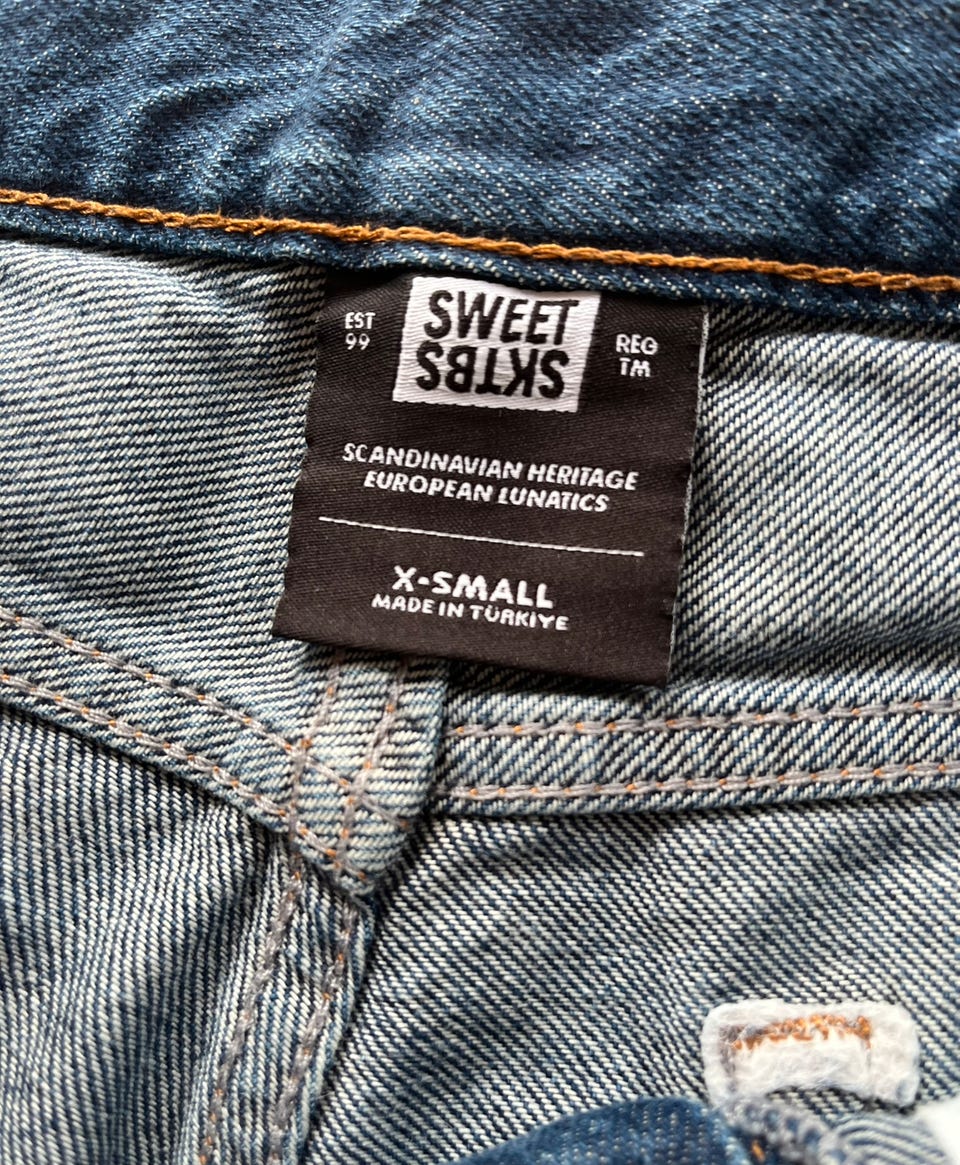 EST
99
SWEET
SKTBS
REG
TM
SCANDINAVIAN HERITAGE
EUROPEAN LUNATICS
X-SMALL
MADE IN TÜRKIYE